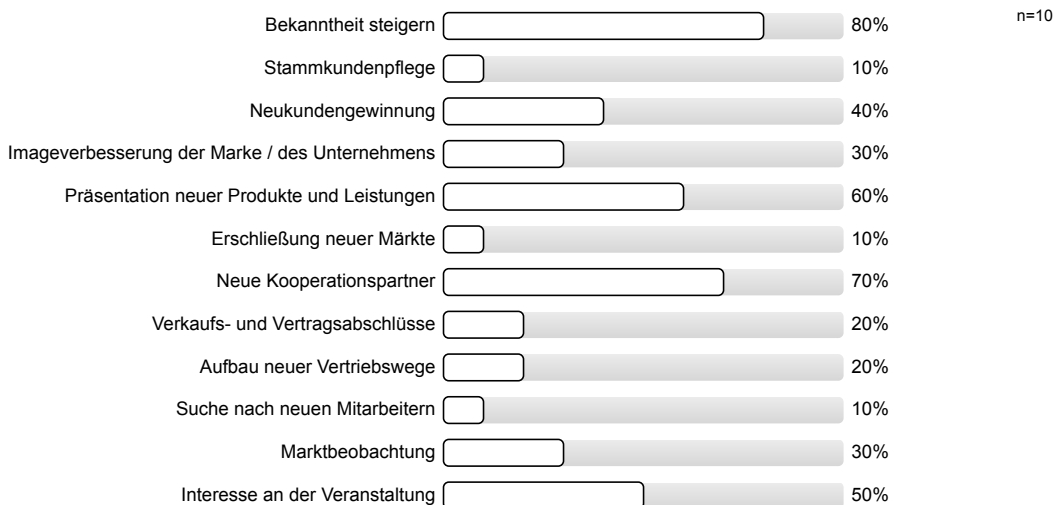 Bekanntheit steigern 80% n=10
Stammkundenpflege 10%
Neukundengewinnung 40%
Imageverbesserung der Marke / des Unternehmens 30%
Präsentation neuer Produkte und Leistungen 60%
Erschließung neuer Märkte 10%
Neue Kooperationspartner 70%
Verkaufs- und Vertragsabschlüsse 20%
Aufbau neuer Vertriebswege 20%
Suche nach neuen Mitarbeitern 10%
Marktbeobachtung 30%
Interesse an der Veranstaltung 50%